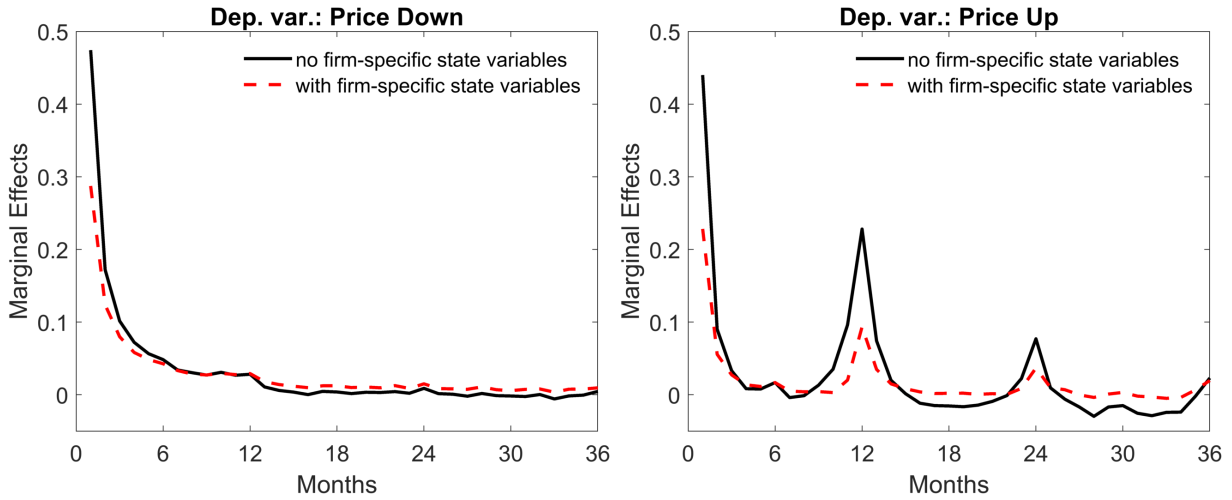 Dep. var.: Price Down
0.5
0.4
0.3
0.2
0.1
0
Marginal Effects
no firm-specific state variables
with firm-specific state variables
0 6 12 18 24 30 36
Months
Dep. var.: Price Up
0.5
0.4
0.3
0.2
0.1
0
Marginal Effects
no firm-specific state variables
with firm-specific state variables
0 6 12 18 24 30 36
Months